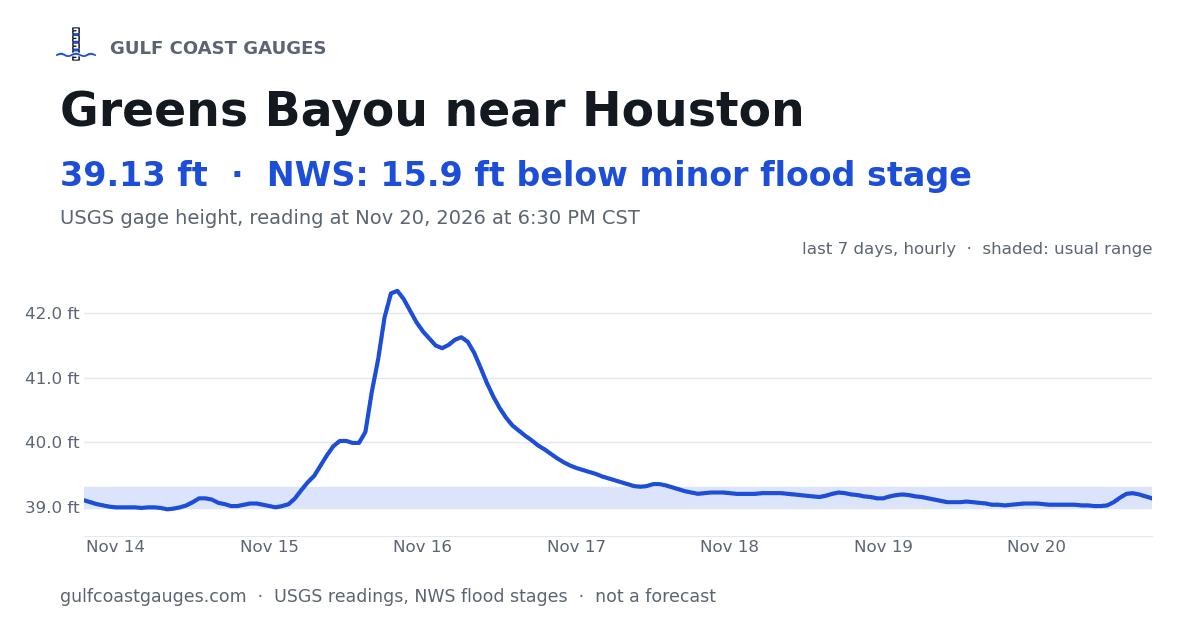 GULF COAST GAUGES
Greens Bayou near Houston
39.13 ft · NWS: 15.9 ft below minor flood stage
USGS gage height, reading at Nov 20, 2026 at 6:30 PM CST
last 7 days, hourly · shaded: usual range
42.0 ft
41.0 ft
40.0 ft
39.0 ft
Nov 14 Nov 15 Nov 16 Nov 17 Nov 18 Nov 19 Nov 20
gulfcoastgauges.com · USGS readings, NWS flood stages · not a forecast